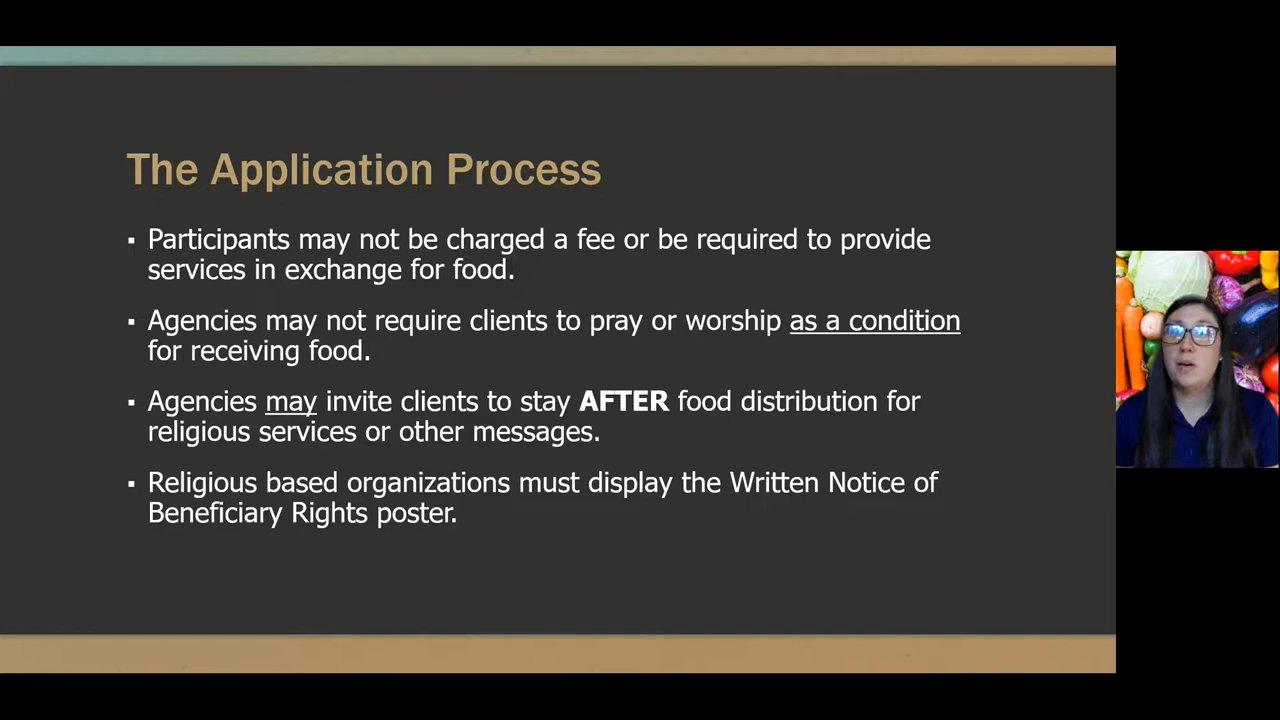 The Application Process
▪ Participants may not be charged a fee or be required to provide
services in exchange for food.
▪ Agencies may not require clients to pray or worship as a condition
for receiving food.
▪ Agencies may invite clients to stay AFTER food distribution for
religious services or other messages.
▪ Religious based organizations must display the Written Notice of
Beneficiary Rights poster.